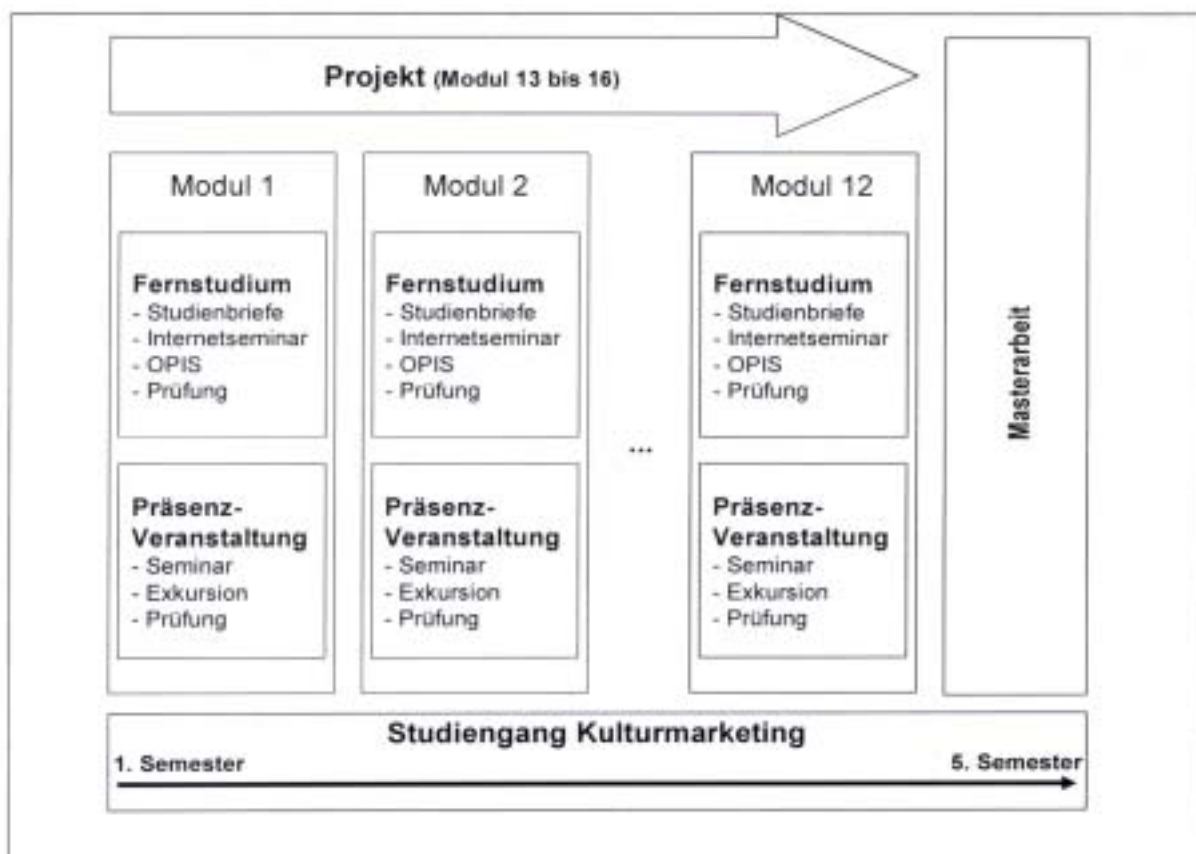 Projekt (Modul 13 bis 16)
Modul 1
Fernstudium
- Studienbriefe
- Internetseminar
- OPIS
- Prüfung
Präsenz-
Veranstaltung
- Seminar
- Exkursion
- Prüfung
Modul 2
Fernstudium
- Studienbriefe
- Internetseminar
- OPIS
- Prüfung
Präsenz-
Veranstaltung
- Seminar
- Exkursion
- Prüfung
...
Modul 12
Fernstudium
- Studienbriefe
- Internetseminar
- OPIS
- Prüfung
Präsenz-
Veranstaltung
- Seminar
- Exkursion
- Prüfung
Masterarbeit
Studiengang Kulturmarketing
1. Semester
5. Semester